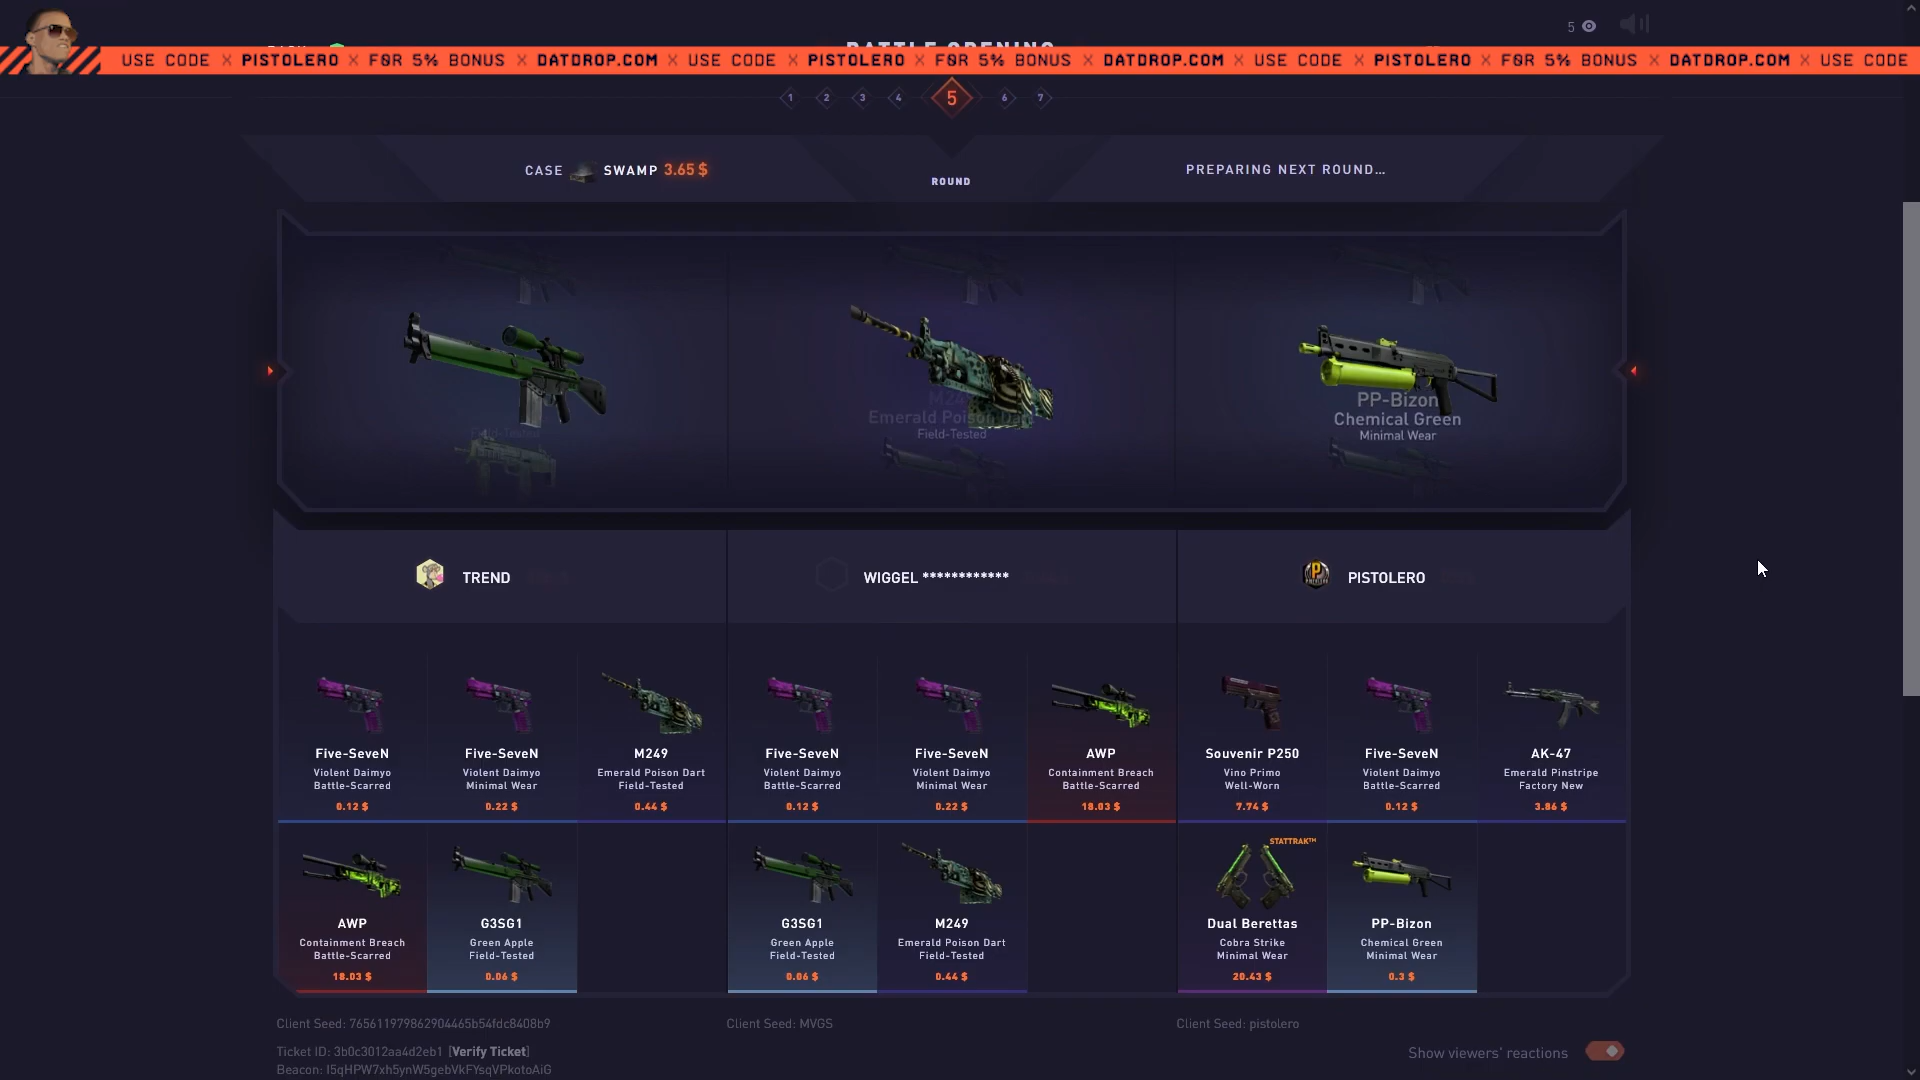 5
USE CODE X PISTOLERO X FØR 5% BONUS X DATDROP.COM X USE CODE X PISTOLERO X FØR 5% BONUS X DATDROP.COM X USE CODE X PISTOLERO X FØR 5% BONUS X DATDROP.COM X USE CODE
1 2 3 4 5 6 7
CASE SWAMP 3.65 $
ROUND
PREPARING NEXT ROUND...
M249
Emerald Poison Dart
Field-Tested
PP-Bizon
Chemical Green
Minimal Wear
TREND
WIGGEL ************
PISTOLERO
Five-SeveN
Violent Daimyo
Battle-Scarred
0.12 $
Five-SeveN
Violent Daimyo
Minimal Wear
0.22 $
M249
Emerald Poison Dart
Field-Tested
0.44 $
Five-SeveN
Violent Daimyo
Battle-Scarred
0.12 $
Five-SeveN
Violent Daimyo
Minimal Wear
0.22 $
AWP
Containment Breach
Battle-Scarred
18.03 $
Souvenir P250
Vino Primo
Well-Worn
7.74 $
Five-SeveN
Violent Daimyo
Battle-Scarred
0.12 $
AK-47
Emerald Pinstripe
Factory New
3.86 $
AWP
Containment Breach
Battle-Scarred
18.03 $
G3SG1
Green Apple
Field-Tested
0.06 $
G3SG1
Green Apple
Field-Tested
0.06 $
M249
Emerald Poison Dart
Field-Tested
0.44 $
STATTRAK™
Dual Berettas
Cobra Strike
Minimal Wear
20.43 $
PP-Bizon
Chemical Green
Minimal Wear
0.3 $
Client Seed: 765611979862904465b54fdc8408b9
Client Seed: MVGS
Client Seed: pistolero
Ticket ID: 3b0c3012aa4d2eb1 [Verify Ticket]
Beacon: I5qHPW7xh5ynW5gebVkFYsqVPkotoAiG
Show viewers' reactions